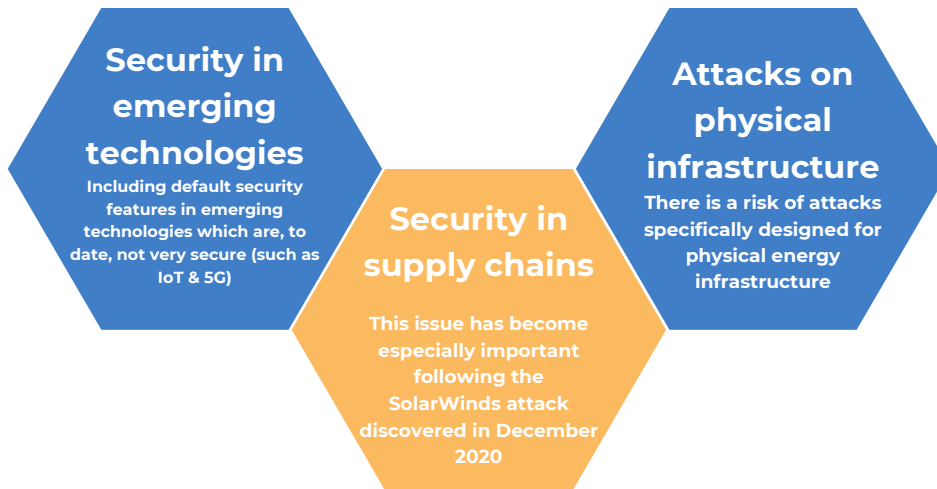 Security in
emerging
technologies
Including default security
features in emerging
technologies which are, to
date, not very secure (such as
IoT & 5G)
Security in
supply chains
This issue has become
especially important
following the
SolarWinds attack
discovered in December
2020
Attacks on
physical
infrastructure
There is a risk of attacks
specifically designed for
physical energy
infrastructure